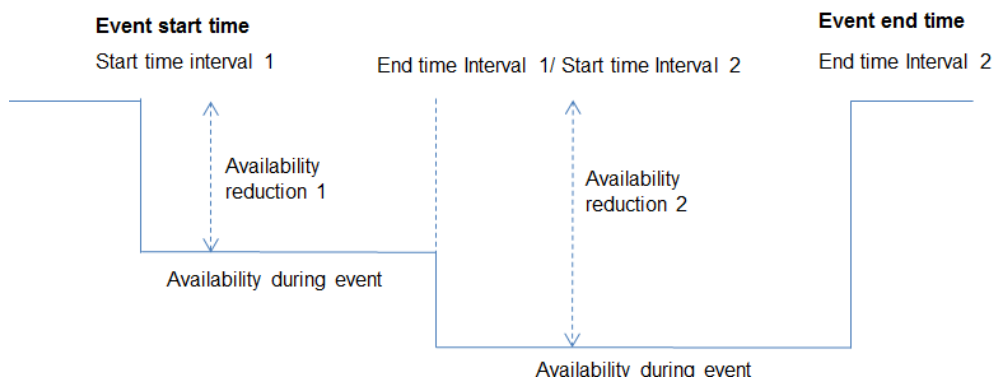 Event start time
Event end time
Start time interval 1
End time Interval 1/ Start time Interval 2
End time Interval 2
Availability
reduction 1
Availability
reduction 2
Availability during event
Availability during event